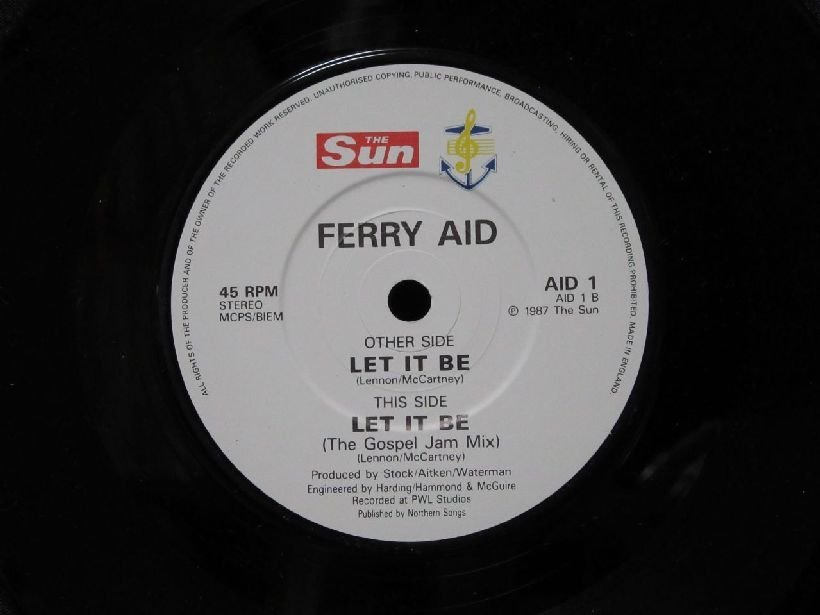 ALL RIGHTS OF THE PRODUCER AND OF THE OWNER OF THE RECORDED WORK RESERVED. UNAUTHORISED COPYING, PUBLIC PERFORMANCE, BROADCASTING, HIRING OR RENTAL OF THIS RECORDING PROHIBITED. MADE IN ENGLAND.
THE
Sun
FERRY AID
45 RPM
STEREO
MCPS/BIEM
AID 1
AID 1 B
℗ 1987 The Sun
OTHER SIDE
LET IT BE
(Lennon/McCartney)
THIS SIDE
LET IT BE
(The Gospel Jam Mix)
(Lennon/McCartney)
Produced by Stock/Aitken/Waterman
Engineered by Harding/Hammond & McGuire
Recorded at PWL Studios
Published by Northern Songs